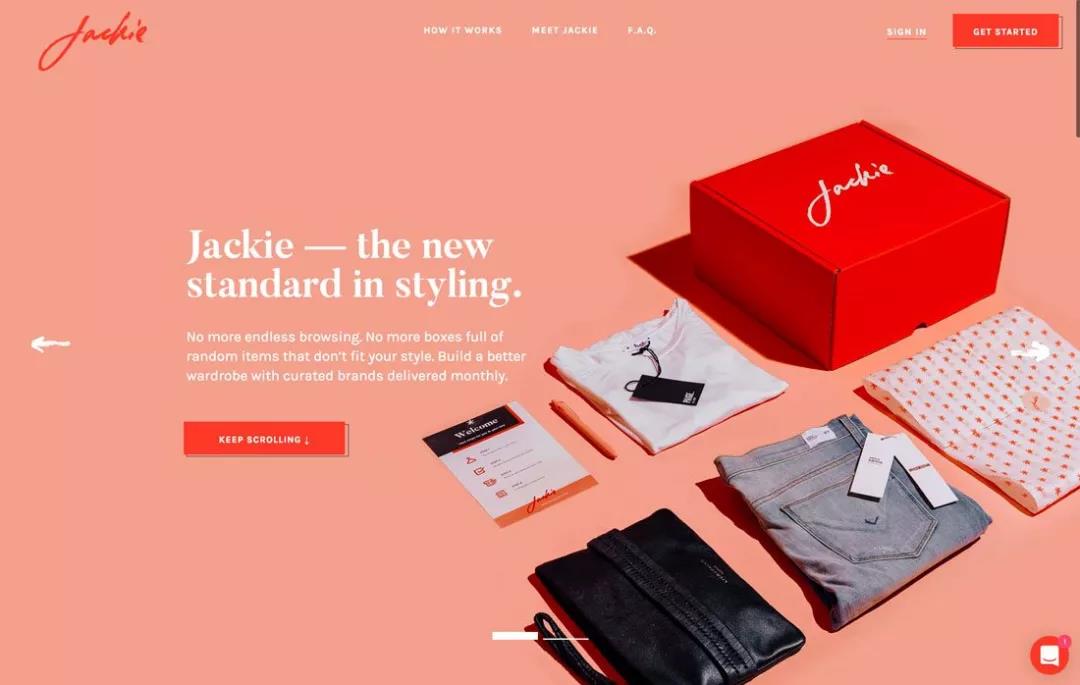 Jackie
HOW IT WORKS
MEET JACKIE
F.A.Q.
SIGN IN
GET STARTED
Jackie
Jackie — the new
standard in styling.
No more endless browsing. No more boxes full of
random items that don't fit your style. Build a better
wardrobe with curated brands delivered monthly.
KEEP SCROLLING ↓
Welcome
Jackie
1